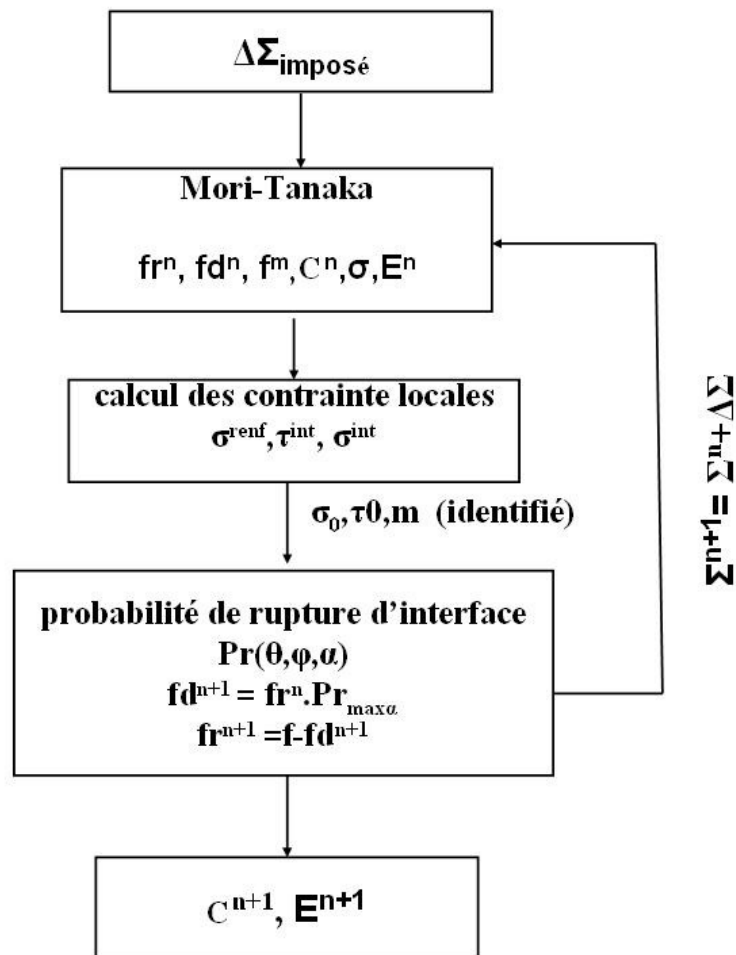 ΔΣimposé
Mori-Tanaka
frⁿ, fdⁿ, fᵐ,Cⁿ,σ,Eⁿ
calcul des contrainte locales
σʳᵉⁿᶠ,τⁱⁿᵗ, σⁱⁿᵗ
σ₀,τ0,m (identifié)
probabilité de rupture d’interface
Pr(θ,φ,α)
fdⁿ⁺¹ = frⁿ.Prmaxα
frⁿ⁺¹ =f-fdⁿ⁺¹
Σⁿ⁺¹= Σⁿ+ΔΣ
Cⁿ⁺¹, Eⁿ⁺¹